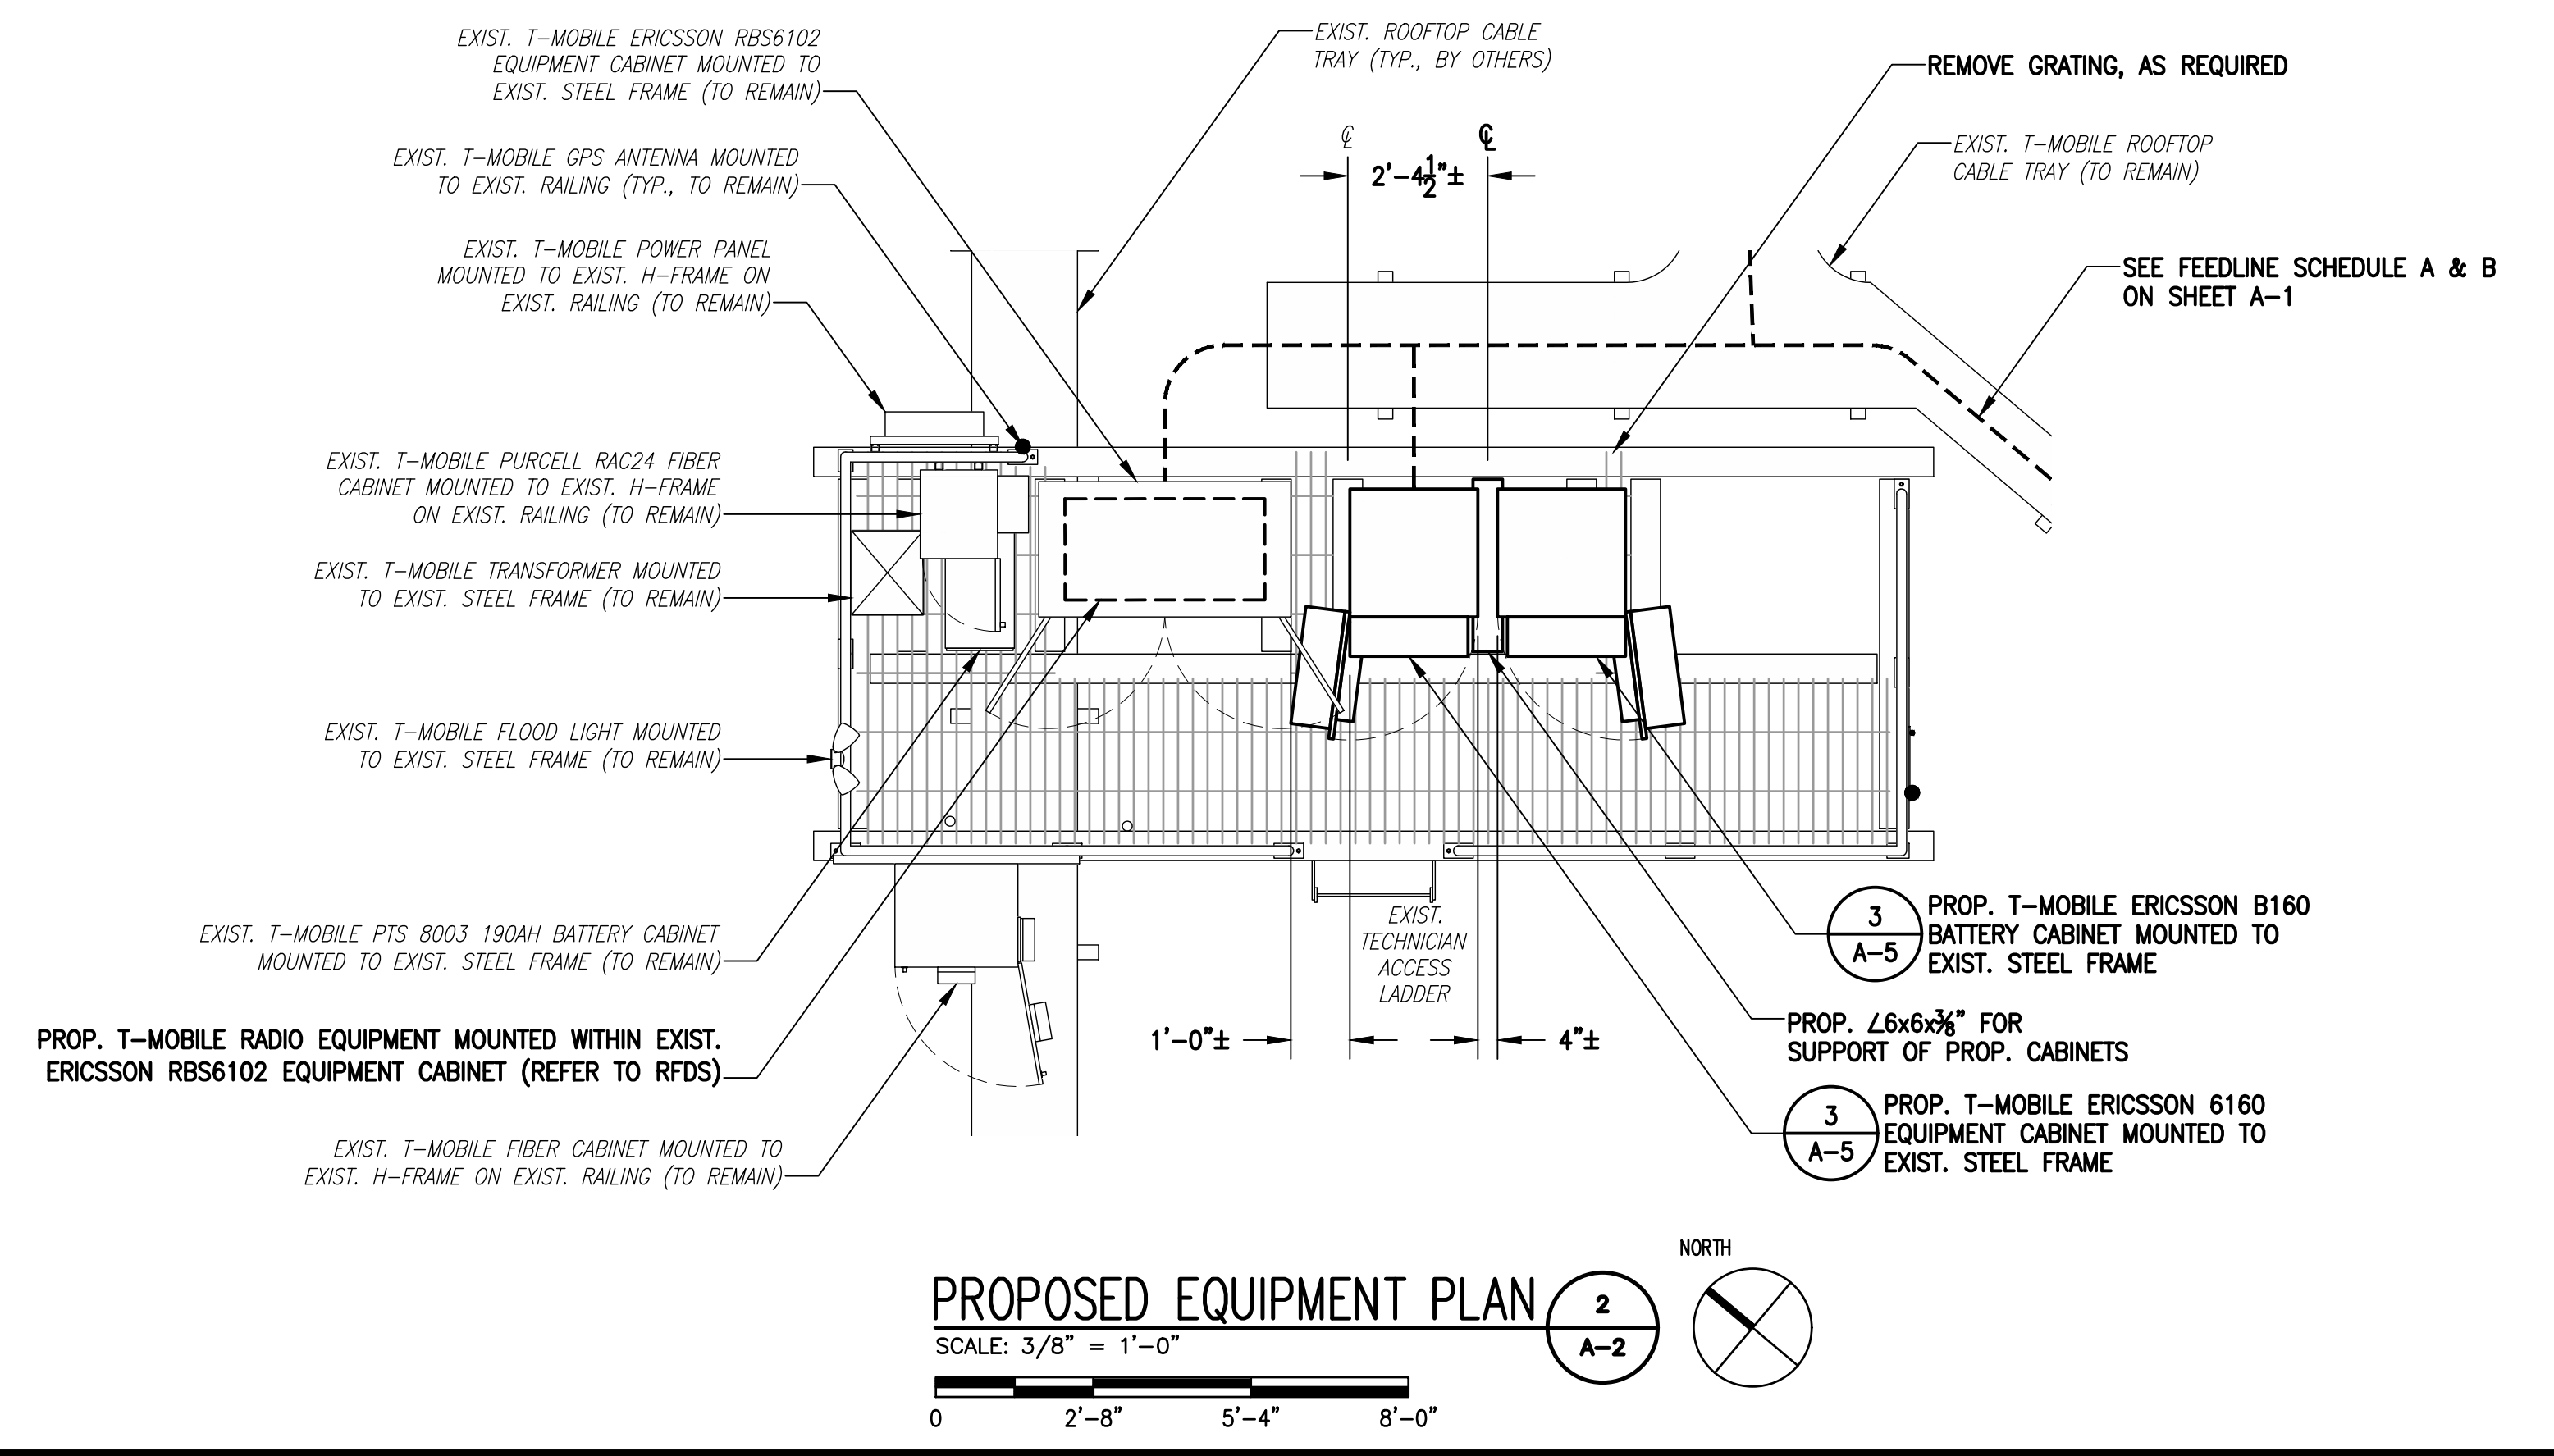 EXIST. T-MOBILE ERICSSON RBS6102
EQUIPMENT CABINET MOUNTED TO
EXIST. STEEL FRAME (TO REMAIN)
EXIST. T-MOBILE GPS ANTENNA MOUNTED
TO EXIST. RAILING (TYP., TO REMAIN)
EXIST. T-MOBILE POWER PANEL
MOUNTED TO EXIST. H-FRAME ON
EXIST. RAILING (TO REMAIN)
EXIST. T-MOBILE PURCELL RAC24 FIBER
CABINET MOUNTED TO EXIST. H-FRAME
ON EXIST. RAILING (TO REMAIN)
EXIST. T-MOBILE TRANSFORMER MOUNTED
TO EXIST. STEEL FRAME (TO REMAIN)
EXIST. T-MOBILE FLOOD LIGHT MOUNTED
TO EXIST. STEEL FRAME (TO REMAIN)
EXIST. T-MOBILE PTS 8003 190AH BATTERY CABINET
MOUNTED TO EXIST. STEEL FRAME (TO REMAIN)
PROP. T-MOBILE RADIO EQUIPMENT MOUNTED WITHIN EXIST.
ERICSSON RBS6102 EQUIPMENT CABINET (REFER TO RFDS)
EXIST. T-MOBILE FIBER CABINET MOUNTED TO
EXIST. H-FRAME ON EXIST. RAILING (TO REMAIN)
EXIST. ROOFTOP CABLE
TRAY (TYP., BY OTHERS)
℄ ℄
2'-4 1/2"±
REMOVE GRATING, AS REQUIRED
EXIST. T-MOBILE ROOFTOP
CABLE TRAY (TO REMAIN)
SEE FEEDLINE SCHEDULE A & B
ON SHEET A-1
EXIST.
TECHNICIAN
ACCESS
LADDER
1'-0"±
4"±
3
A-5
PROP. T-MOBILE ERICSSON B160
BATTERY CABINET MOUNTED TO
EXIST. STEEL FRAME
PROP. ∠6x6x3/8" FOR
SUPPORT OF PROP. CABINETS
3
A-5
PROP. T-MOBILE ERICSSON 6160
EQUIPMENT CABINET MOUNTED TO
EXIST. STEEL FRAME
PROPOSED EQUIPMENT PLAN
SCALE: 3/8" = 1'-0"
2
A-2
NORTH
0 2'-8" 5'-4" 8'-0"